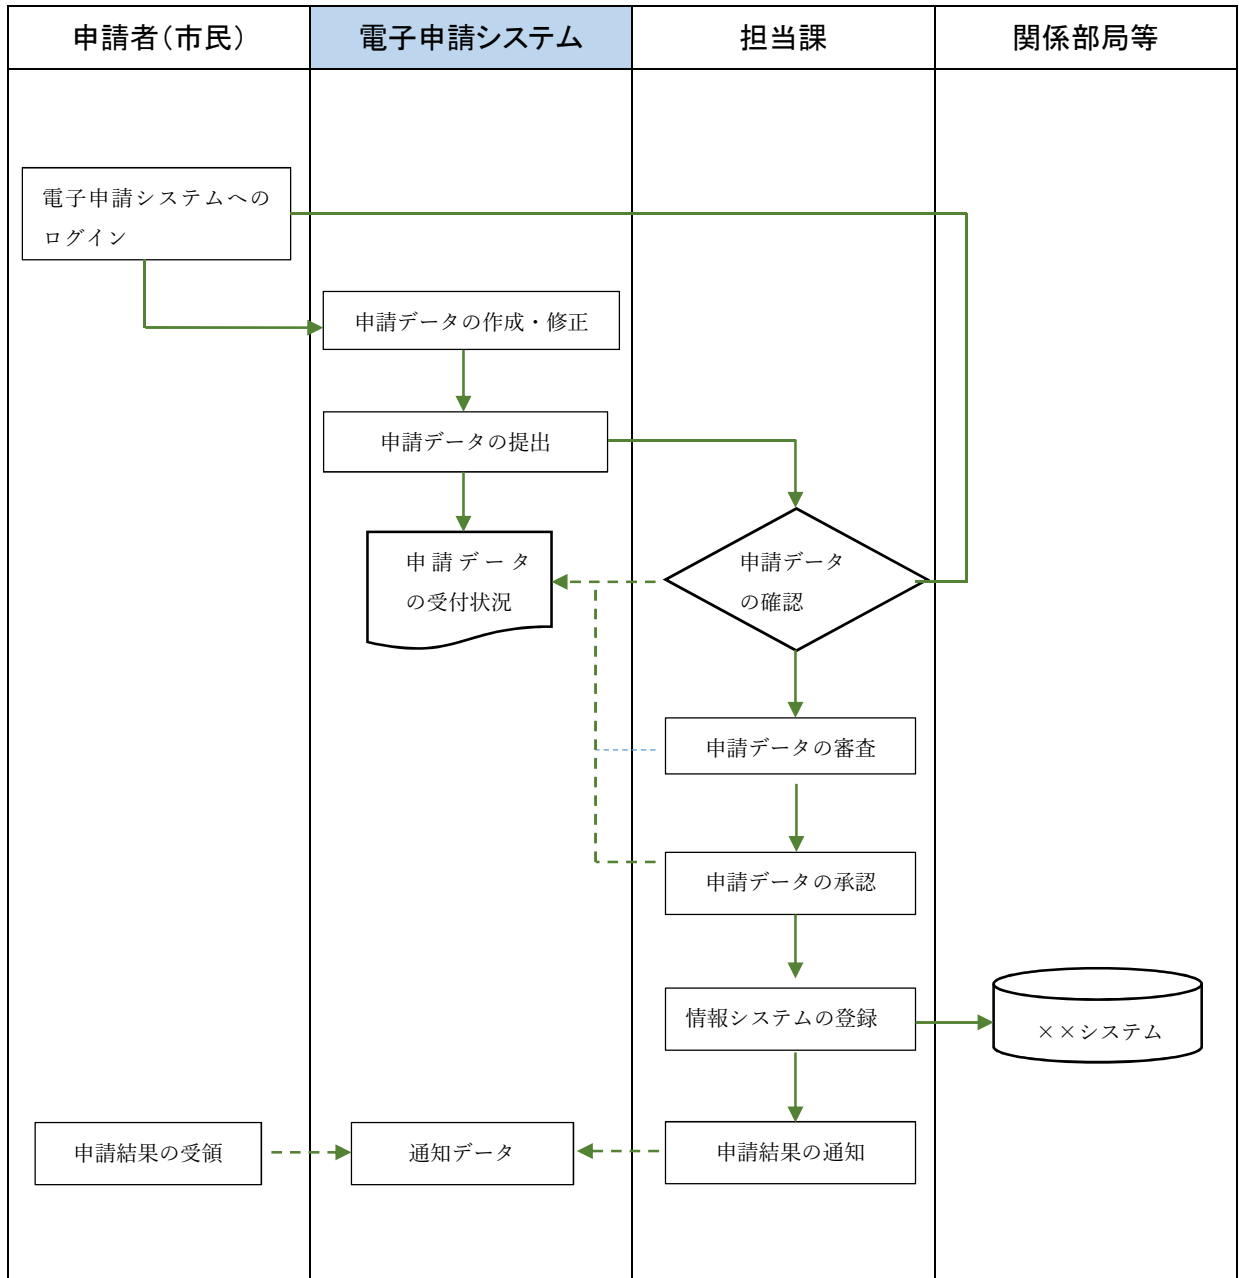 申請者（市民）
電子申請システム
担当課
関係部局等
電子申請システムへの
ログイン
申請データの作成・修正
申請データの提出
申請データ
の受付状況
申請データ
の確認
申請データの審査
申請データの承認
情報システムの登録
××システム
申請結果の受領
通知データ
申請結果の通知